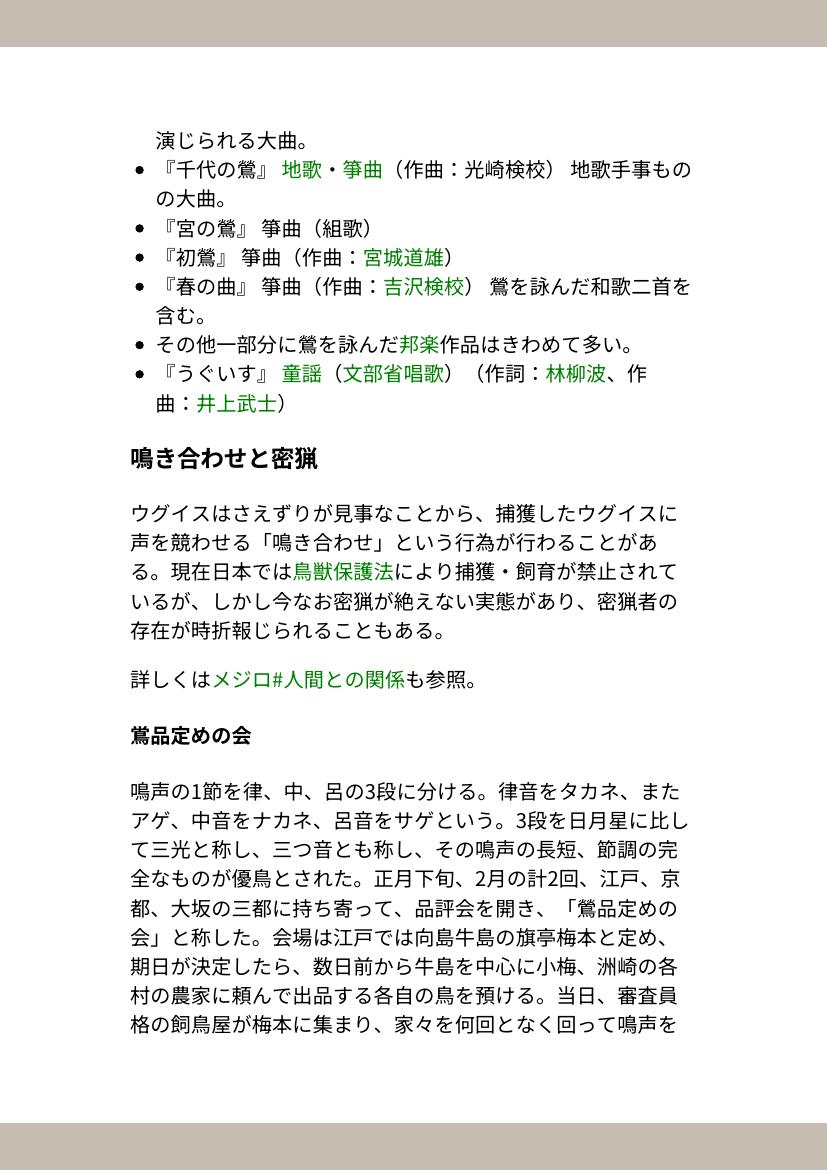 演じられる大曲。
• 『千代の鶯』 地歌・箏曲（作曲：光崎検校） 地歌手事もの
の大曲。
• 『宮の鶯』 箏曲（組歌）
• 『初鶯』 箏曲（作曲：宮城道雄）
• 『春の曲』 箏曲（作曲：吉沢検校） 鶯を詠んだ和歌二首を
含む。
• その他一部分に鶯を詠んだ邦楽作品はきわめて多い。
• 『うぐいす』 童謡（文部省唱歌）（作詞：林柳波、作
曲：井上武士）
鳴き合わせと密猟
ウグイスはさえずりが見事なことから、捕獲したウグイスに
声を競わせる「鳴き合わせ」という行為が行わることがあ
る。現在日本では鳥獣保護法により捕獲・飼育が禁止されて
いるが、しかし今なお密猟が絶えない実態があり、密猟者の
存在が時折報じられることもある。
詳しくはメジロ#人間との関係も参照。
鶯品定めの会
鳴声の1節を律、中、呂の3段に分ける。律音をタカネ、また
アゲ、中音をナカネ、呂音をサゲという。3段を日月星に比し
て三光と称し、三つ音とも称し、その鳴声の長短、節調の完
全なものが優鳥とされた。正月下旬、2月の計2回、江戸、京
都、大坂の三都に持ち寄って、品評会を開き、「鶯品定めの
会」と称した。会場は江戸では向島牛島の旗亭梅本と定め、
期日が決定したら、数日前から牛島を中心に小梅、洲崎の各
村の農家に頼んで出品する各自の鳥を預ける。当日、審査員
格の飼鳥屋が梅本に集まり、家々を何回となく回って鳴声を